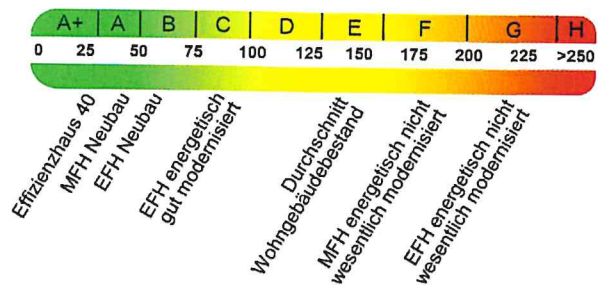 A+ A B C D E F G H
0 25 50 75 100 125 150 175 200 225 >250
Effizienzhaus 40
MFH Neubau
EFH Neubau
EFH energetisch
gut modernisiert
Durchschnitt
Wohngebäudebestand
MFH energetisch nicht
wesentlich modernisiert
EFH energetisch nicht
wesentlich modernisiert